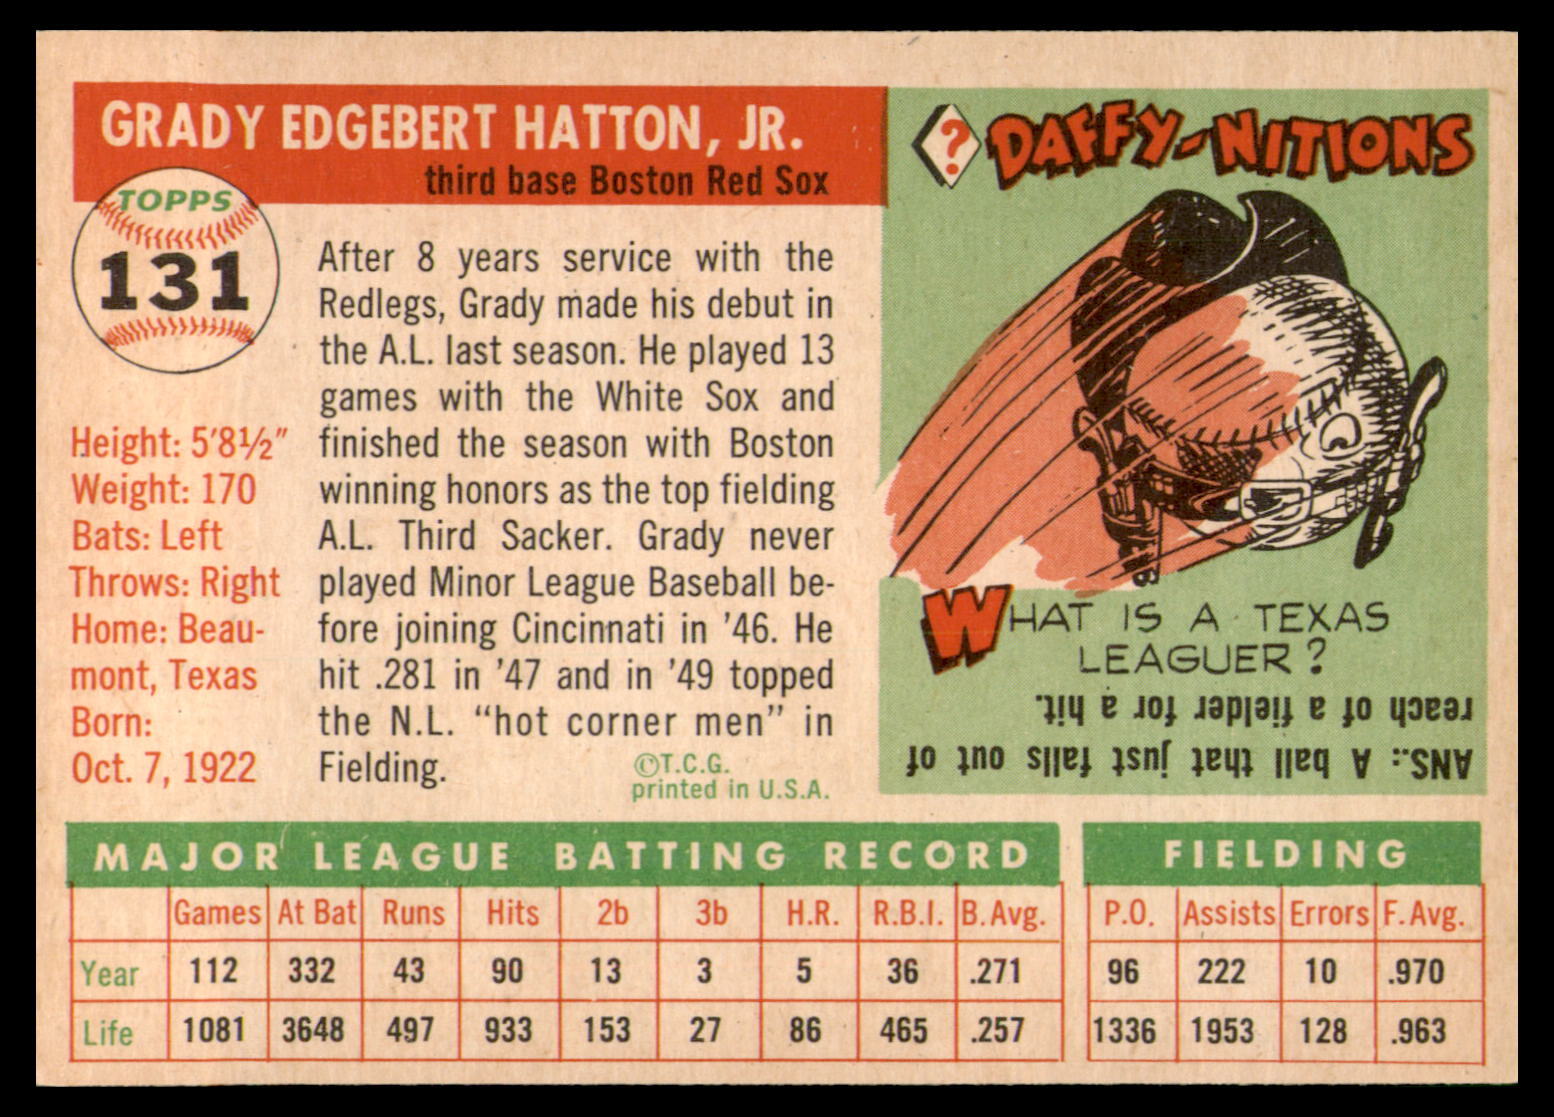 GRADY EDGEBERT HATTON, JR.
third base Boston Red Sox
TOPPS
131
Height: 5'8½"
Weight: 170
Bats: Left
Throws: Right
Home: Beau-
mont, Texas
Born:
Oct. 7, 1922
After 8 years service with the
Redlegs, Grady made his debut in
the A.L. last season. He played 13
games with the White Sox and
finished the season with Boston
winning honors as the top fielding
A.L. Third Sacker. Grady never
played Minor League Baseball be-
fore joining Cincinnati in '46. He
hit .281 in '47 and in '49 topped
the N.L. "hot corner men" in
Fielding.
©T.C.G.
printed in U.S.A.
? DAFFY-NITIONS
WHAT IS A TEXAS
LEAGUER?
ANS.: A ball that just falls out of
reach of a fielder for a hit.
MAJOR LEAGUE BATTING RECORD
Games At Bat Runs Hits 2b 3b H.R. R.B.I. B. Avg.
Year 112 332 43 90 13 3 5 36 .271
Life 1081 3648 497 933 153 27 86 465 .257
FIELDING
P.O. Assists Errors F. Avg.
96 222 10 .970
1336 1953 128 .963